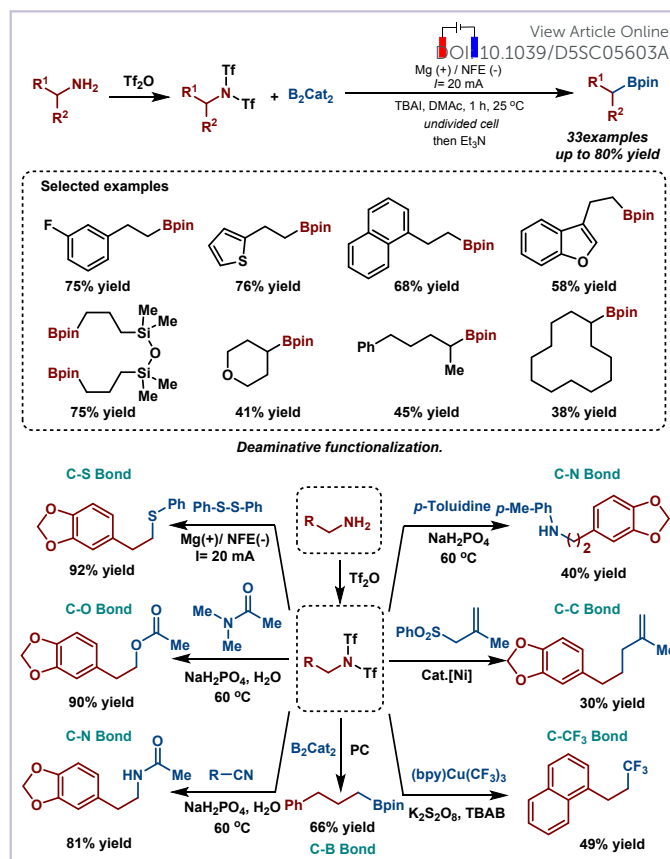 View Article Online
DOI: 10.1039/D5SC05603A
NH2
R1
R2
Tf2O
R1
R2
N
Tf
Tf
+ B2Cat2
Mg (+) / NFE (-)
I= 20 mA
TBAI, DMAc, 1 h, 25 °C
undivided cell
then Et3N
R1
R2
Bpin
33examples
up to 80% yield
Selected examples
F
Bpin
75% yield
S
Bpin
76% yield
Bpin
68% yield
O
Bpin
58% yield
Bpin
Me
Si
Me
O
Bpin
Si
Me
Me
75% yield
Bpin
O
41% yield
Ph
Bpin
Me
45% yield
Bpin
38% yield
Deaminative functionalization.
C-S Bond
O
O
S
Ph
92% yield
Ph-S-S-Ph
Mg(+)/ NFE(-)
I= 20 mA
R
NH2
Tf2O
p-Toluidine
NaH2PO4
60 °C
C-N Bond
p-Me-Ph
HN
( )2
O
O
40% yield
C-O Bond
O
O
O
O
Me
90% yield
O
Me
N
Me
Me
NaH2PO4, H2O
60 °C
R
N
Tf
Tf
PhO2S
Me
Cat.[Ni]
C-C Bond
O
O
Me
30% yield
C-N Bond
O
O
O
HN
Me
81% yield
R—CN
NaH2PO4, H2O
60 °C
B2Cat2
PC
Ph
Bpin
66% yield
C-B Bond
(bpy)Cu(CF3)3
K2S2O8, TBAB
C-CF3 Bond
CF3
49% yield